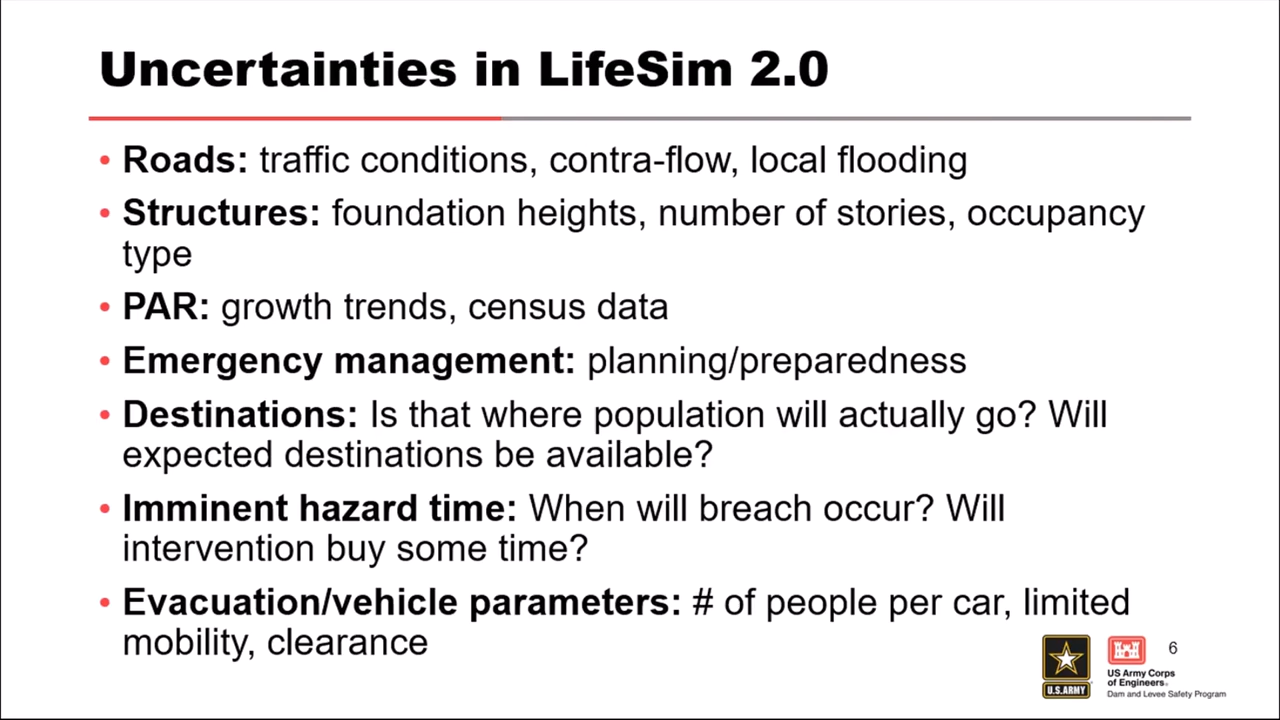 Uncertainties in LifeSim 2.0
• Roads: traffic conditions, contra-flow, local flooding
• Structures: foundation heights, number of stories, occupancy
type
• PAR: growth trends, census data
• Emergency management: planning/preparedness
• Destinations: Is that where population will actually go? Will
expected destinations be available?
• Imminent hazard time: When will breach occur? Will
intervention buy some time?
• Evacuation/vehicle parameters: # of people per car, limited
mobility, clearance
U.S.ARMY
US Army Corps
of Engineers®
Dam and Levee Safety Program
6